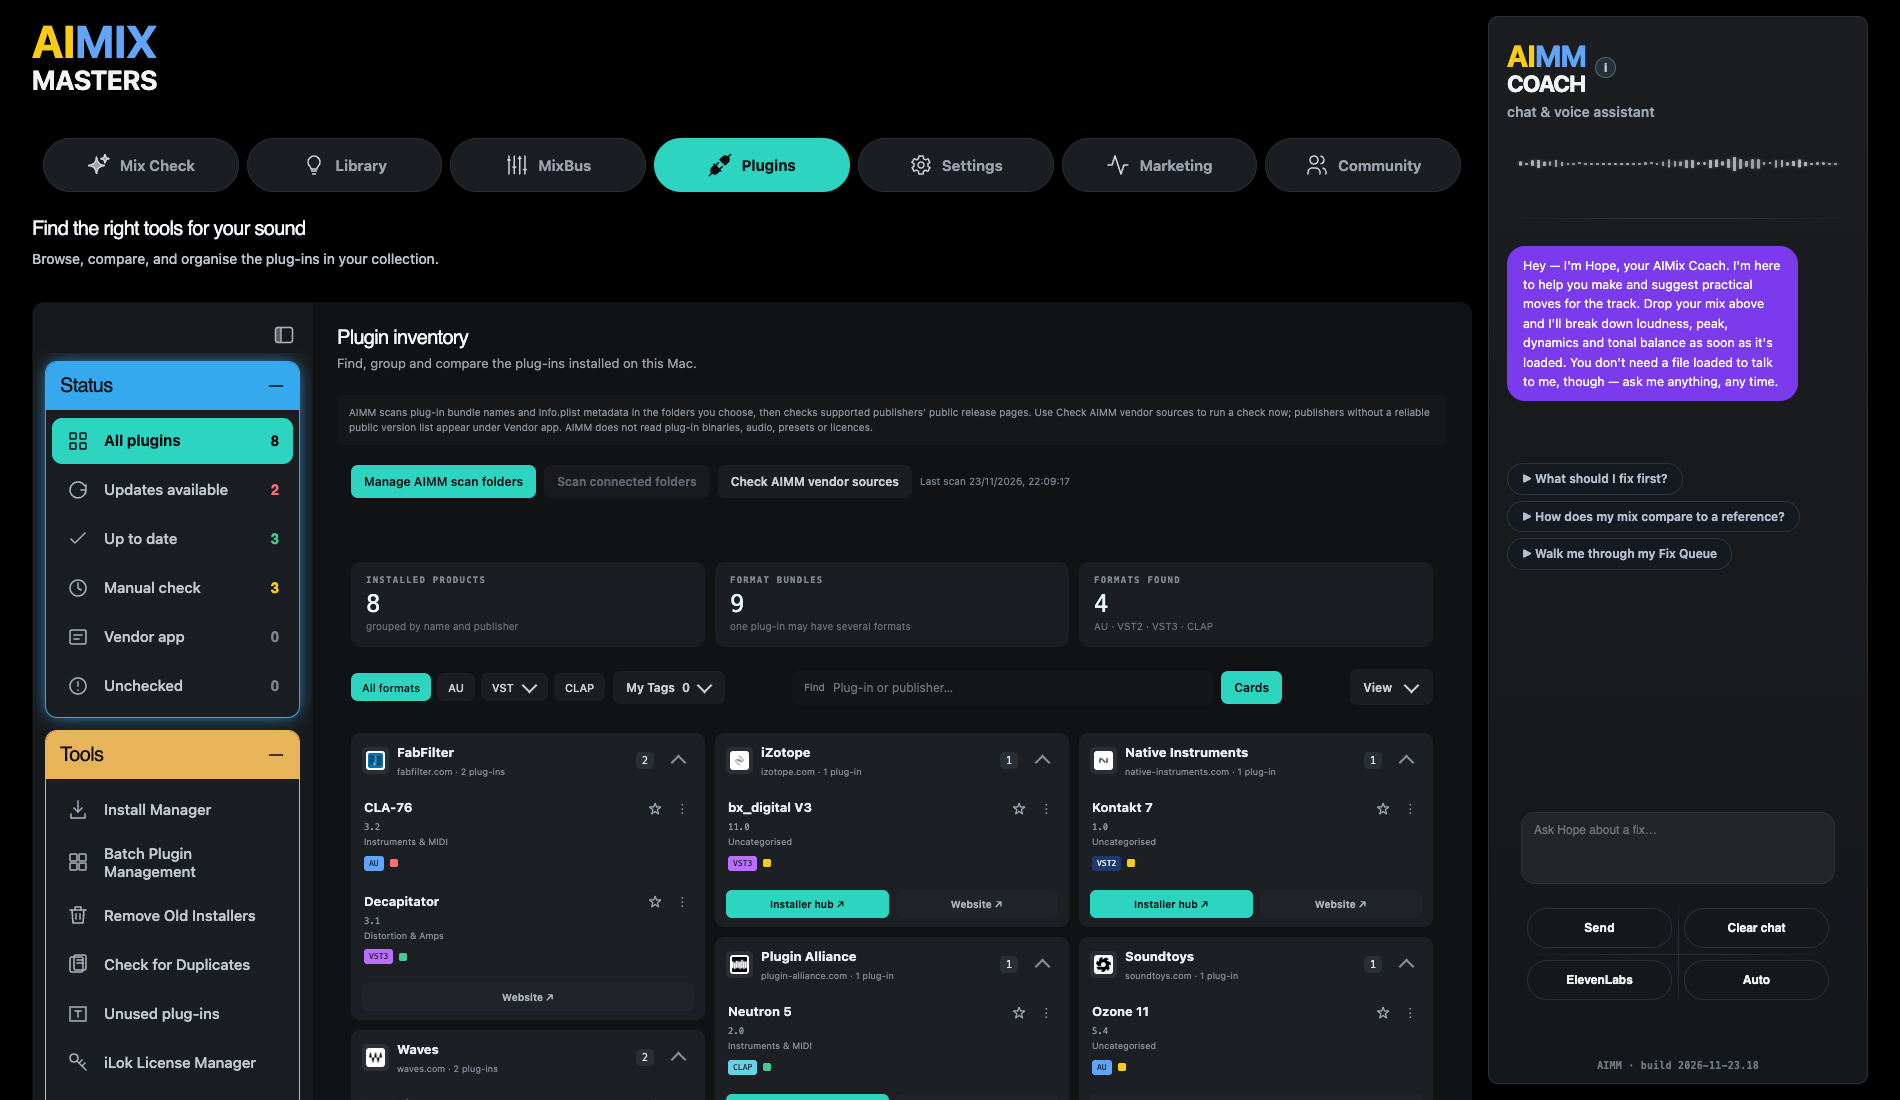 AIMIX
MASTERS
Mix Check
Library
MixBus
Plugins
Settings
Marketing
Community
Find the right tools for your sound
Browse, compare, and organise the plug-ins in your collection.
Status
All plugins 8
Updates available 2
Up to date 3
Manual check 3
Vendor app 0
Unchecked 0
Tools
Install Manager
Batch Plugin
Management
Remove Old Installers
Check for Duplicates
Unused plug-ins
iLok License Manager
Plugin inventory
Find, group and compare the plug-ins installed on this Mac.
AIMM scans plug-in bundle names and Info.plist metadata in the folders you choose, then checks supported publishers' public release pages. Use Check AIMM vendor sources to run a check now; publishers without a reliable
public version list appear under Vendor app. AIMM does not read plug-in binaries, audio, presets or licences.
Manage AIMM scan folders
Scan connected folders
Check AIMM vendor sources
Last scan 23/11/2026, 22:09:17
INSTALLED PRODUCTS
8
grouped by name and publisher
FORMAT BUNDLES
9
one plug-in may have several formats
FORMATS FOUND
4
AU · VST2 · VST3 · CLAP
All formats
AU
VST
CLAP
My Tags 0
Find Plug-in or publisher...
Cards
View
FabFilter
fabfilter.com · 2 plug-ins
2
CLA-76
3.2
Instruments & MIDI
AU
Decapitator
3.1
Distortion & Amps
VST3
Website ↗
Waves
waves.com · 2 plug-ins
2
iZotope
izotope.com · 1 plug-in
1
bx_digital V3
11.0
Uncategorised
VST3
Installer hub ↗
Website ↗
Plugin Alliance
plugin-alliance.com · 1 plug-in
1
Neutron 5
2.0
Instruments & MIDI
CLAP
Native Instruments
native-instruments.com · 1 plug-in
1
Kontakt 7
1.0
Uncategorised
VST2
Installer hub ↗
Website ↗
Soundtoys
soundtoys.com · 1 plug-in
1
Ozone 11
5.4
Uncategorised
AU
AIMM
COACH
i
chat & voice assistant
Hey — I'm Hope, your AIMix Coach. I'm here
to help you make and suggest practical
moves for the track. Drop your mix above
and I'll break down loudness, peak,
dynamics and tonal balance as soon as it's
loaded. You don't need a file loaded to talk
to me, though — ask me anything, any time.
▶ What should I fix first?
▶ How does my mix compare to a reference?
▶ Walk me through my Fix Queue
Ask Hope about a fix...
Send
Clear chat
ElevenLabs
Auto
AIMM · build 2026-11-23.18